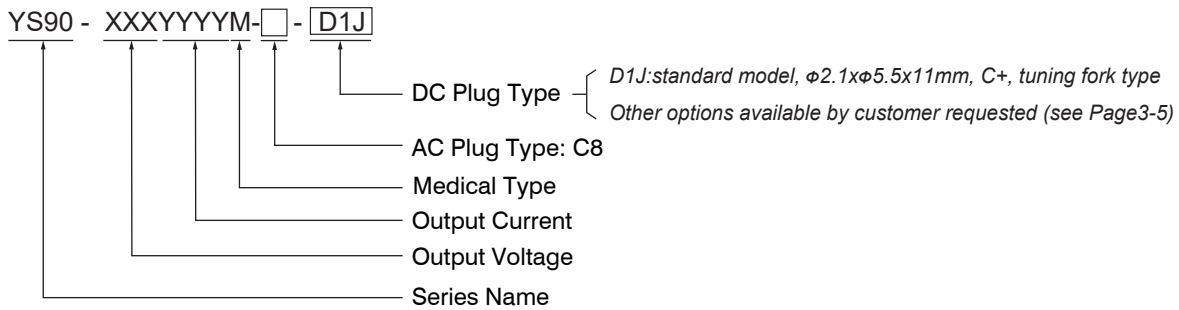 YS90 - XXXYYYYM-□ - D1J
DC Plug Type
D1J:standard model, Φ2.1xΦ5.5x11mm, C+, tuning fork type
Other options available by customer requested (see Page3-5)
AC Plug Type: C8
Medical Type
Output Current
Output Voltage
Series Name